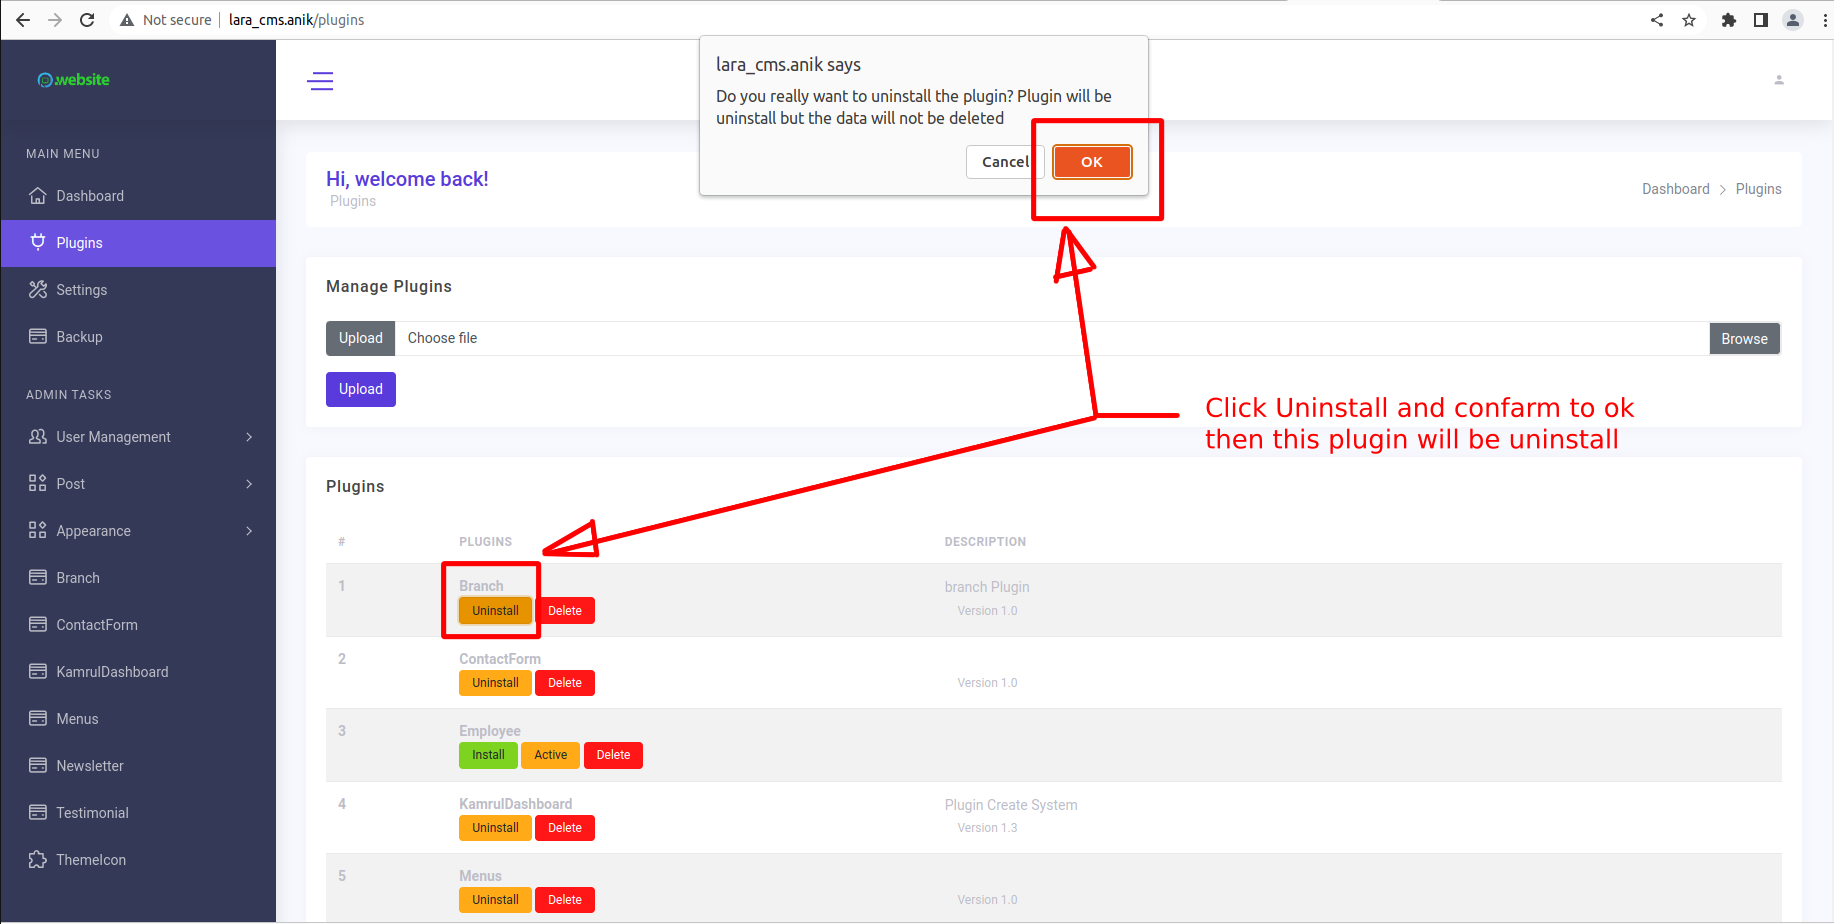 Not secure
lara_cms.anik/plugins
.website
MAIN MENU
Dashboard
Plugins
Settings
Backup
ADMIN TASKS
User Management
Post
Appearance
Branch
ContactForm
KamrulDashboard
Menus
Newsletter
Testimonial
ThemeIcon
lara_cms.anik says
Do you really want to uninstall the plugin? Plugin will be
uninstall but the data will not be deleted
Cancel
OK
Hi, welcome back!
Plugins
Dashboard > Plugins
Manage Plugins
Upload
Choose file
Browse
Upload
Click Uninstall and confarm to ok
then this plugin will be uninstall
Plugins
# PLUGINS DESCRIPTION
1 Branch branch Plugin
Uninstall Delete Version 1.0
2 ContactForm
Uninstall Delete Version 1.0
3 Employee
Install Active Delete
4 KamrulDashboard Plugin Create System
Uninstall Delete Version 1.3
5 Menus
Uninstall Delete Version 1.0